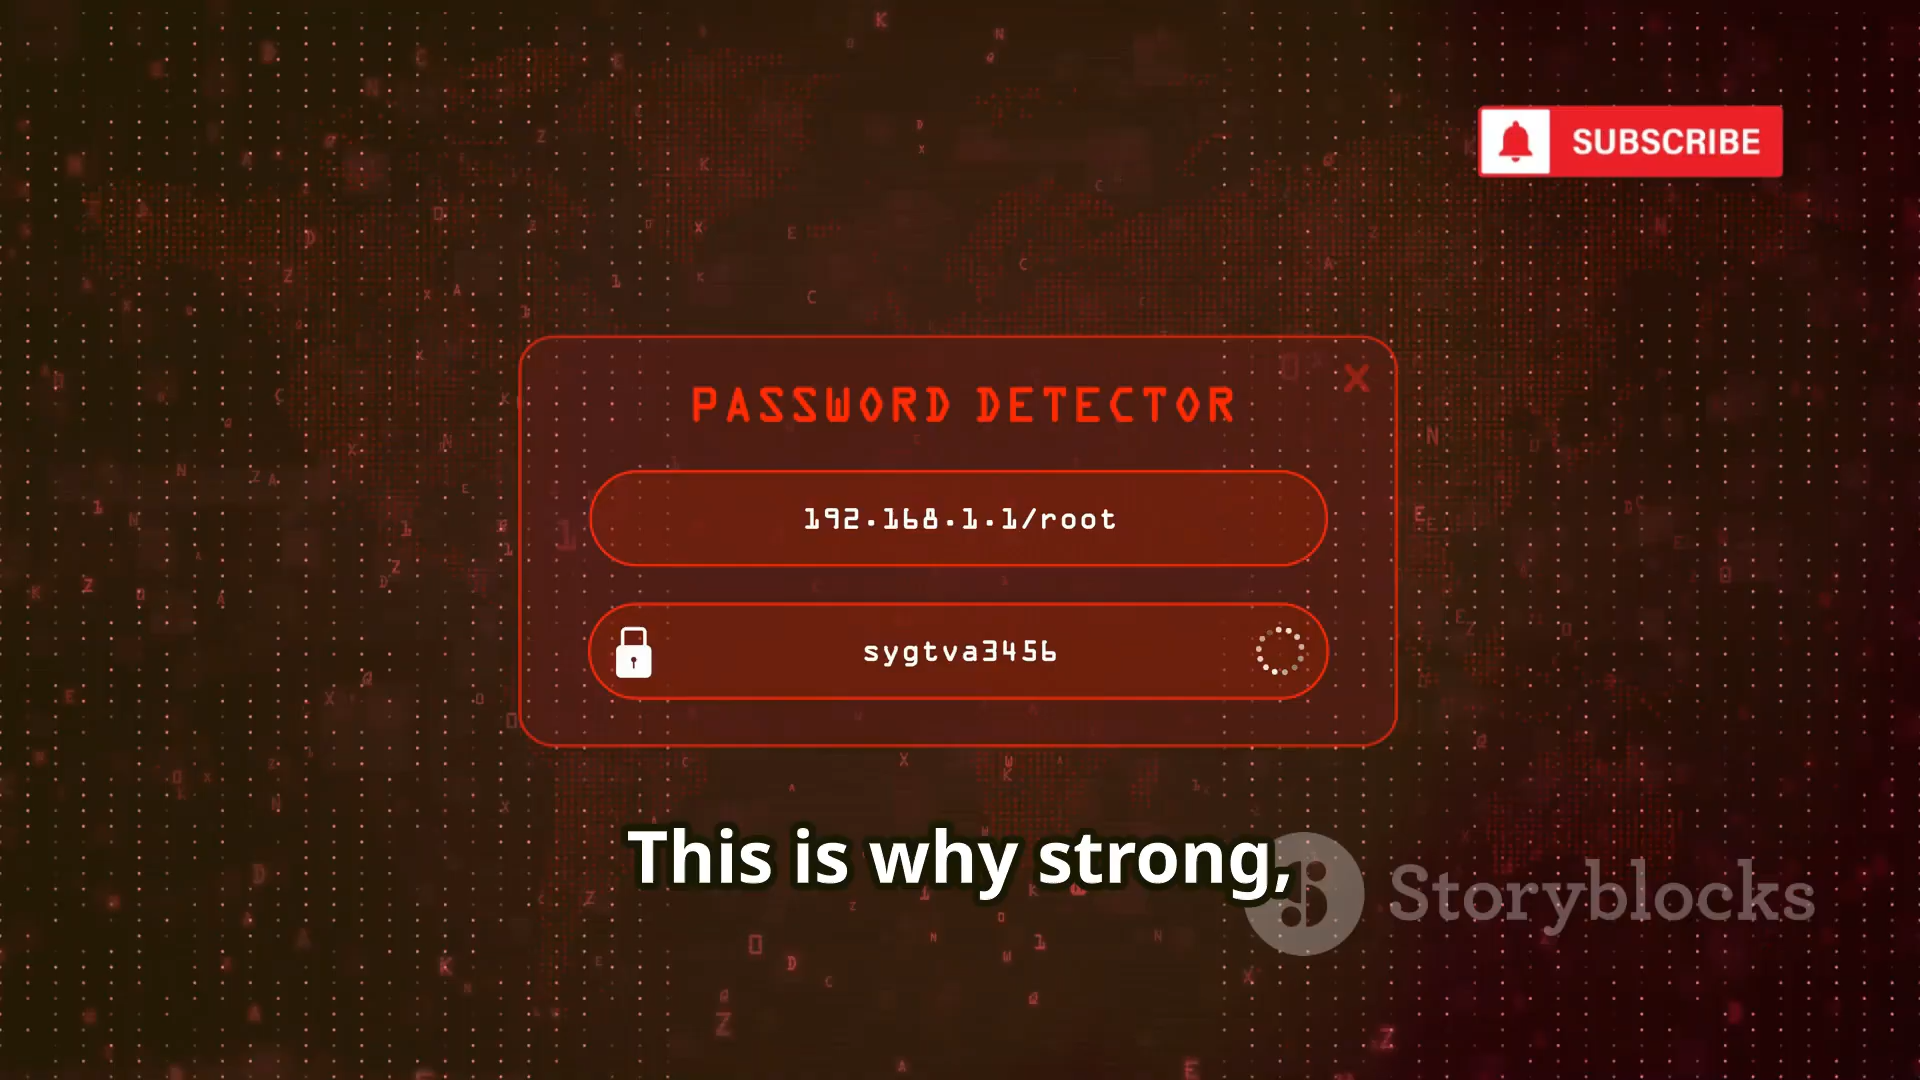 SUBSCRIBE
PASSWORD DETECTOR
X
192.168.1.1/root
sygtva3456
This is why strong,
Storyblocks